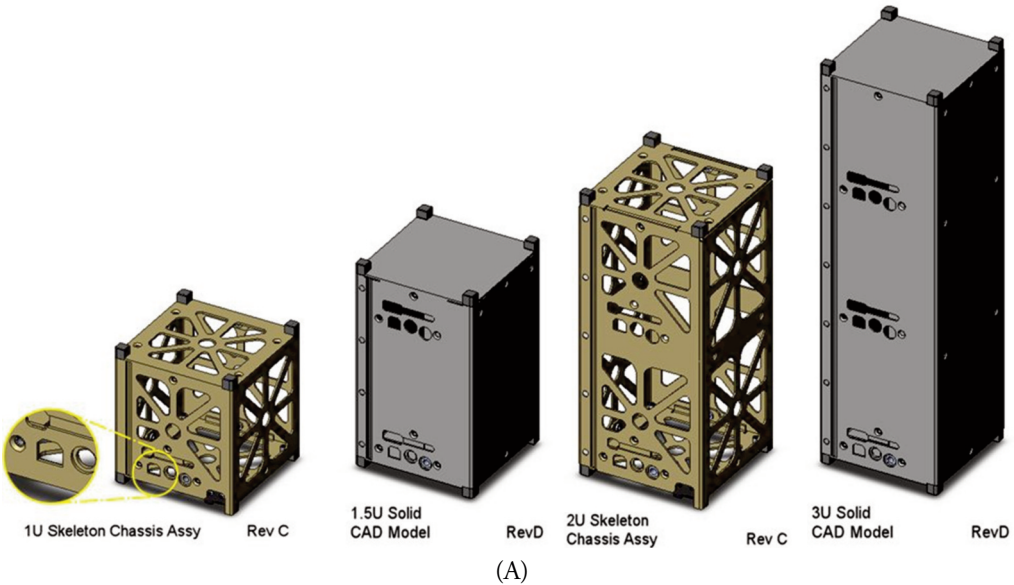 1U Skeleton Chassis Assy Rev C
1.5U Solid
CAD Model RevD
2U Skeleton
Chassis Assy Rev C
3U Solid
CAD Model RevD
(A)